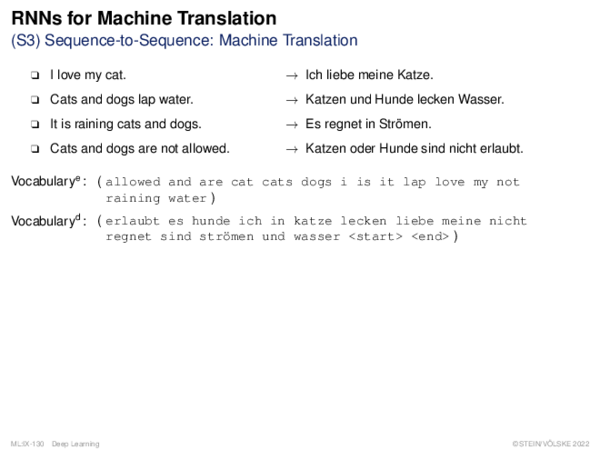 RNNs for Machine Translation
(S3) Sequence-to-Sequence: Machine Translation
❑ I love my cat. → Ich liebe meine Katze.
❑ Cats and dogs lap water. → Katzen und Hunde lecken Wasser.
❑ It is raining cats and dogs. → Es regnet in Strömen.
❑ Cats and dogs are not allowed. → Katzen oder Hunde sind nicht erlaubt.
Vocabularyᵉ: (allowed and are cat cats dogs i is it lap love my not
raining water)
Vocabularyᵈ: (erlaubt es hunde ich in katze lecken liebe meine nicht
regnet sind strömen und wasser <start> <end>)
ML:IX-130 Deep Learning
©STEIN/VÖLSKE 2022